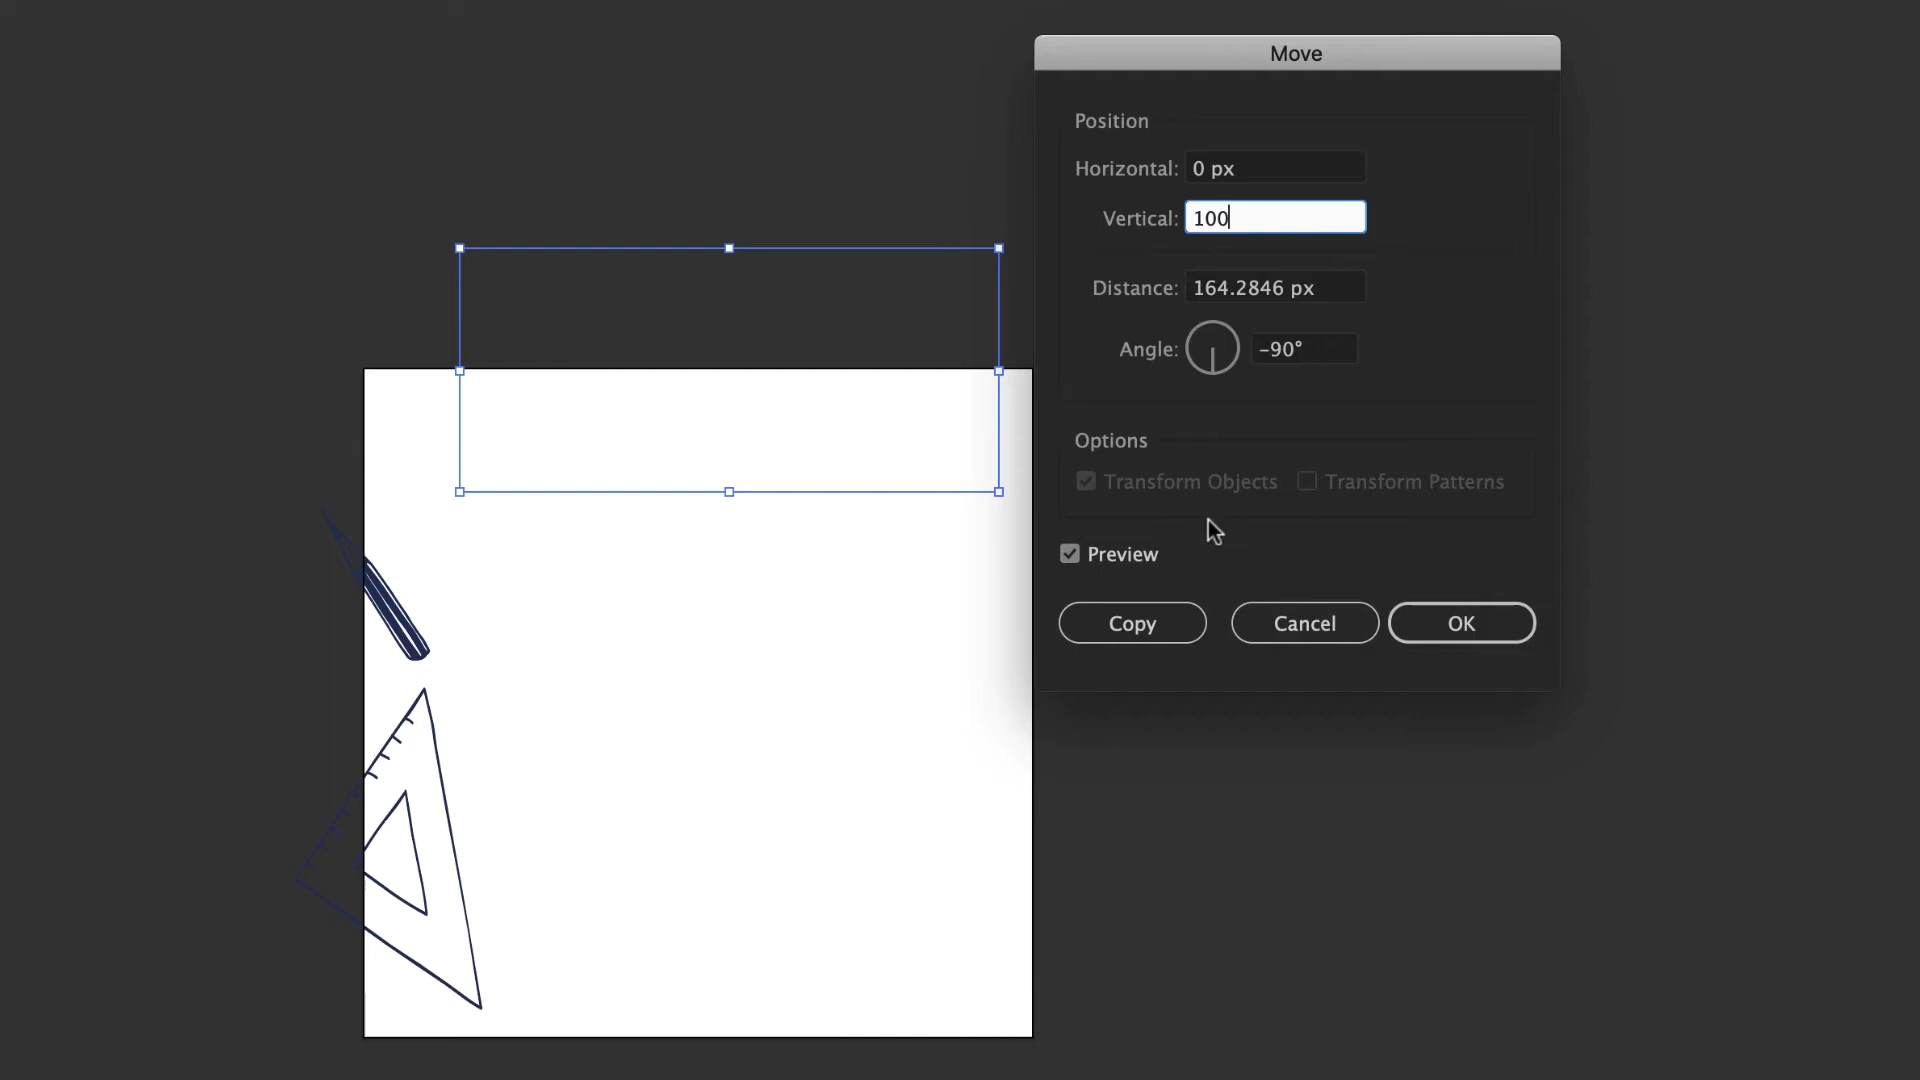 Move
Position
Horizontal: 0 px
Vertical: 100
Distance: 164.2846 px
Angle: -90°
Options
Transform Objects Transform Patterns
Preview
Copy Cancel OK